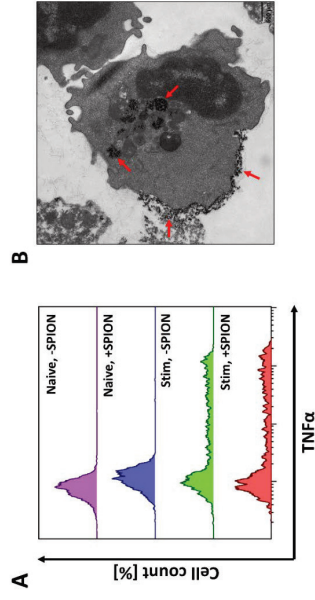 A
Cell count [%]
Naive, -SPION
Naive, +SPION
Stim, -SPION
Stim, +SPION
TNFα
B